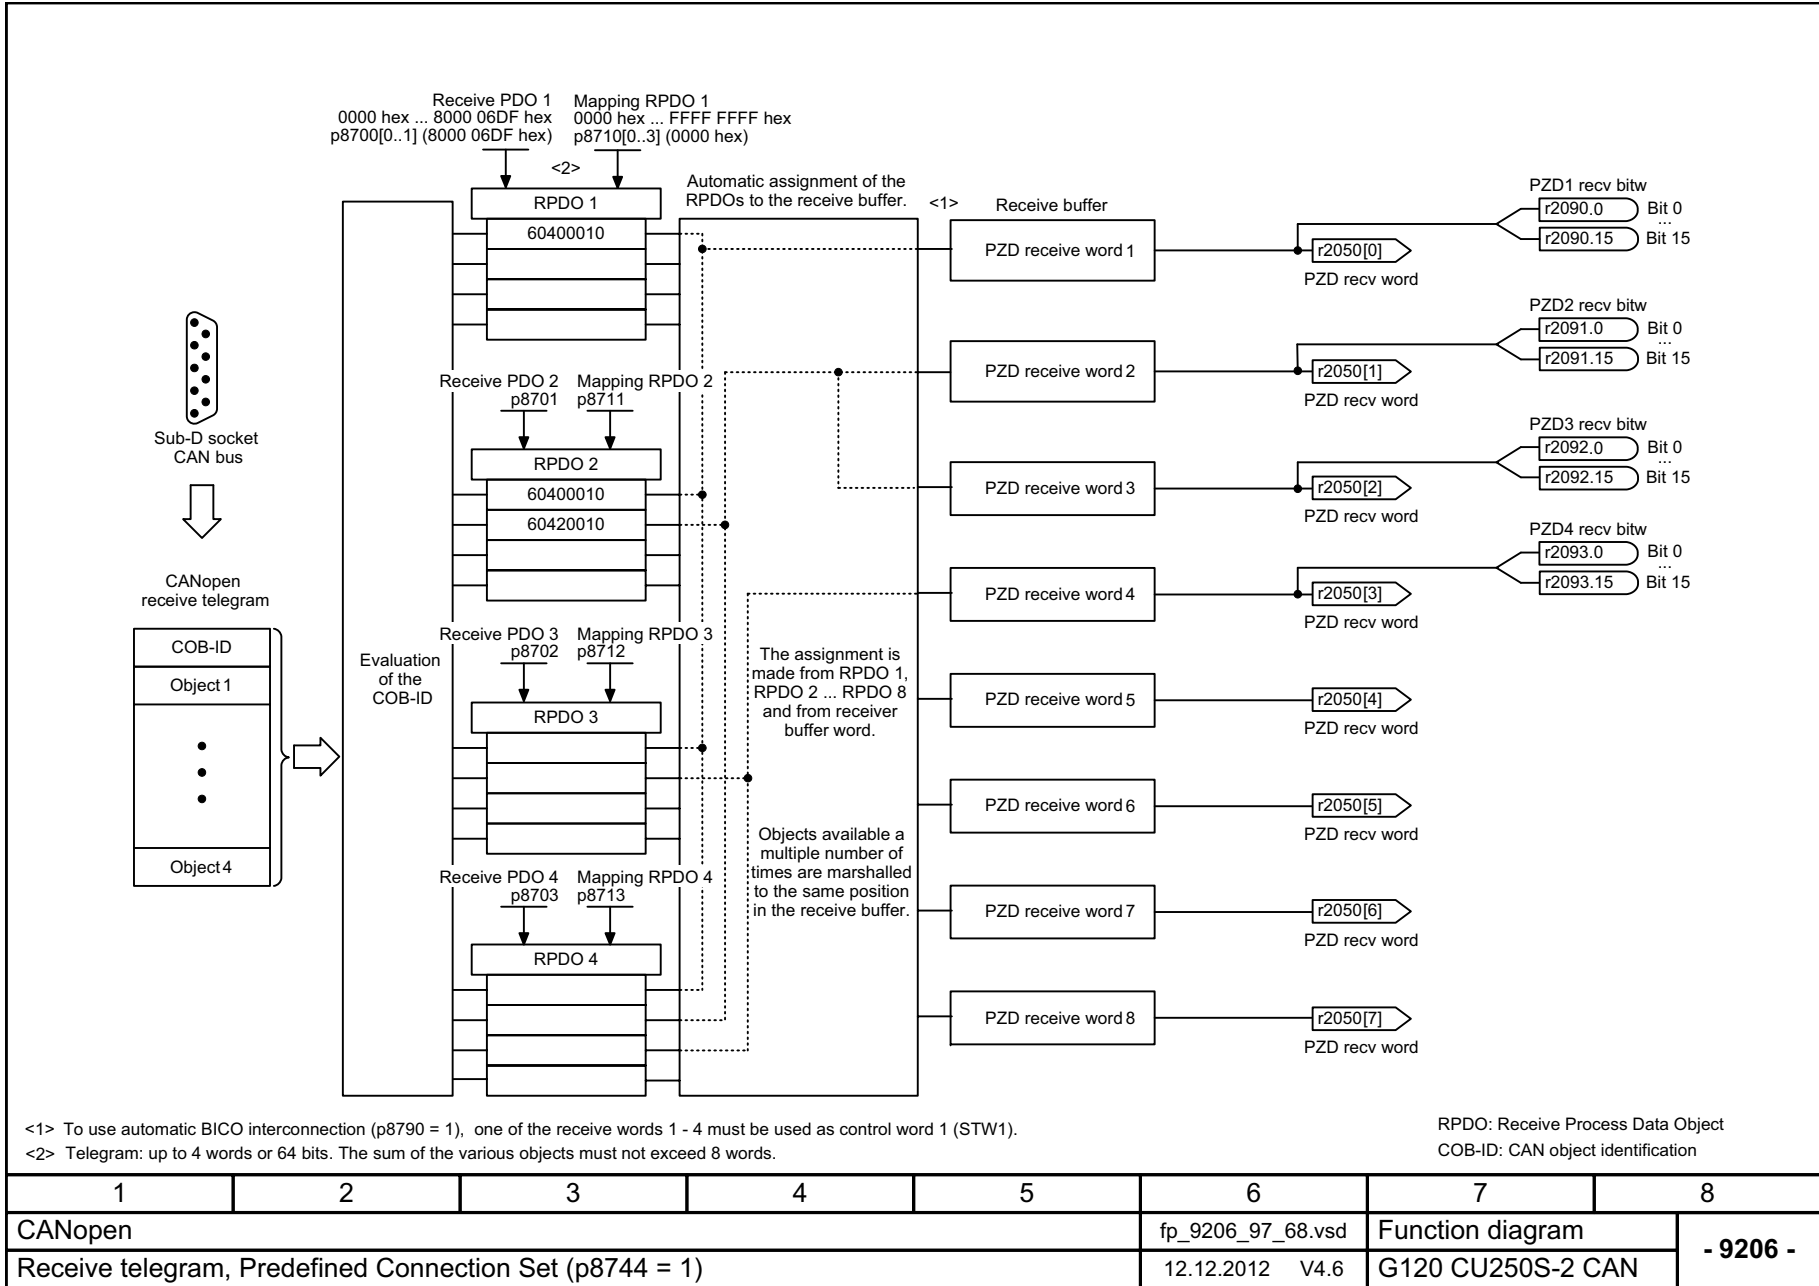 Receive PDO 1
0000 hex ... 8000 06DF hex
p8700[0..1] (8000 06DF hex)
Mapping RPDO 1
0000 hex ... FFFF FFFF hex
p8710[0..3] (0000 hex)
<2>
RPDO 1
60400010
Automatic assignment of the
RPDOs to the receive buffer.
<1>
Receive buffer
PZD receive word 1
r2050[0]
PZD recv word
PZD1 recv bitw
r2090.0
Bit 0
...
r2090.15
Bit 15
PZD receive word 2
r2050[1]
PZD recv word
PZD2 recv bitw
r2091.0
Bit 0
...
r2091.15
Bit 15
Sub-D socket
CAN bus
Receive PDO 2
p8701
Mapping RPDO 2
p8711
RPDO 2
60400010
60420010
PZD receive word 3
r2050[2]
PZD recv word
PZD3 recv bitw
r2092.0
Bit 0
...
r2092.15
Bit 15
PZD receive word 4
r2050[3]
PZD recv word
PZD4 recv bitw
r2093.0
Bit 0
...
r2093.15
Bit 15
CANopen
receive telegram
COB-ID
Object 1
Object 4
Evaluation
of the
COB-ID
Receive PDO 3
p8702
Mapping RPDO 3
p8712
RPDO 3
The assignment is
made from RPDO 1,
RPDO 2 ... RPDO 8
and from receiver
buffer word.
PZD receive word 5
r2050[4]
PZD recv word
PZD receive word 6
r2050[5]
PZD recv word
Objects available a
multiple number of
times are marshalled
to the same position
in the receive buffer.
Receive PDO 4
p8703
Mapping RPDO 4
p8713
RPDO 4
PZD receive word 7
r2050[6]
PZD recv word
PZD receive word 8
r2050[7]
PZD recv word
<1> To use automatic BICO interconnection (p8790 = 1), one of the receive words 1 - 4 must be used as control word 1 (STW1).
<2> Telegram: up to 4 words or 64 bits. The sum of the various objects must not exceed 8 words.
RPDO: Receive Process Data Object
COB-ID: CAN object identification
1 2 3 4 5 6 7 8
CANopen
fp_9206_97_68.vsd
Function diagram
- 9206 -
Receive telegram, Predefined Connection Set (p8744 = 1)
12.12.2012 V4.6
G120 CU250S-2 CAN